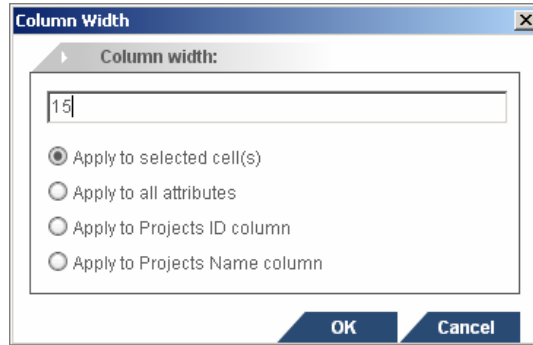 Column Width
Column width:
15
Apply to selected cell(s)
Apply to all attributes
Apply to Projects ID column
Apply to Projects Name column
OK Cancel